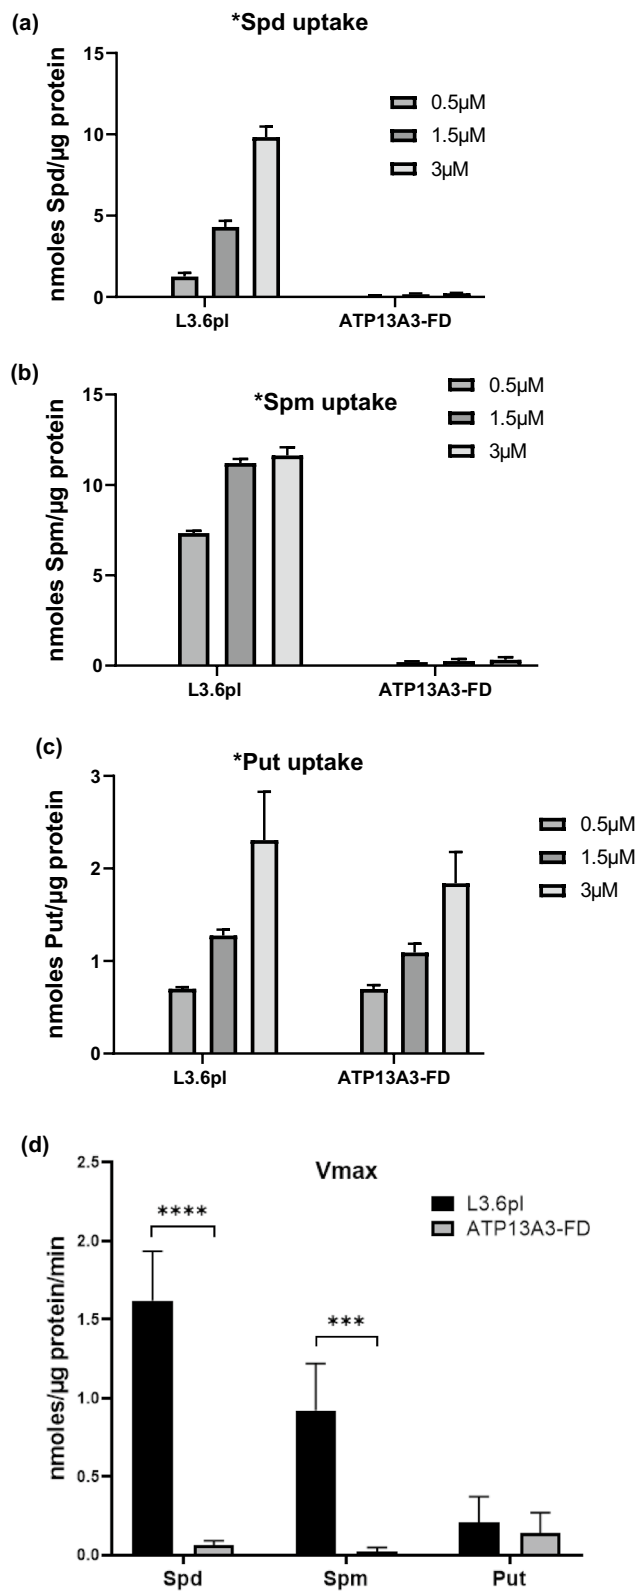 (a)
*Spd uptake
nmoles Spd/µg protein
15
10
5
0
0.5µM
1.5µM
3µM
L3.6pl
ATP13A3-FD
(b)
*Spm uptake
nmoles Spm/µg protein
15
10
5
0
0.5µM
1.5µM
3µM
L3.6pl
ATP13A3-FD
(c)
*Put uptake
nmoles Put/µg protein
3
2
1
0
0.5µM
1.5µM
3µM
L3.6pl
ATP13A3-FD
(d)
Vmax
nmoles/µg protein/min
2.5
2.0
1.5
1.0
0.5
0.0
L3.6pl
ATP13A3-FD
****
***
Spd
Spm
Put